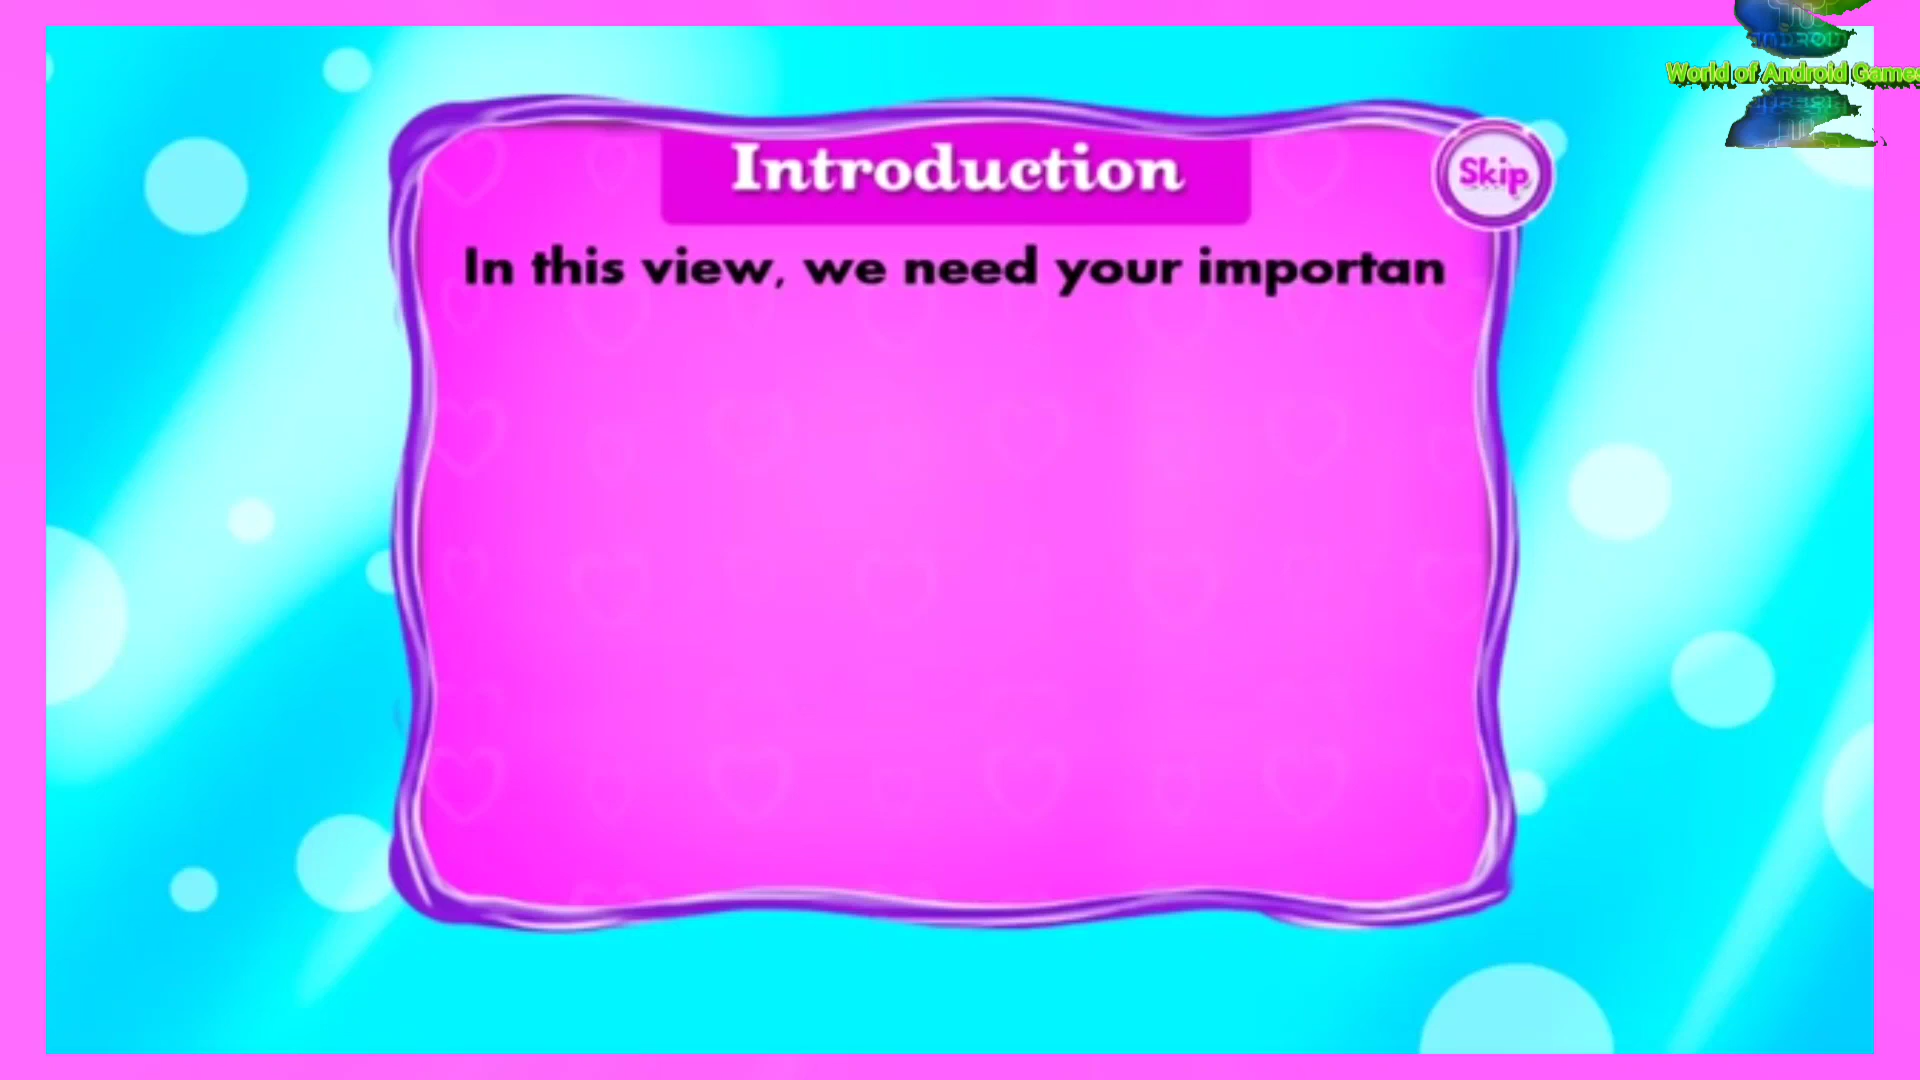 World of Android Games
Introduction
Skip
In this view, we need your importan